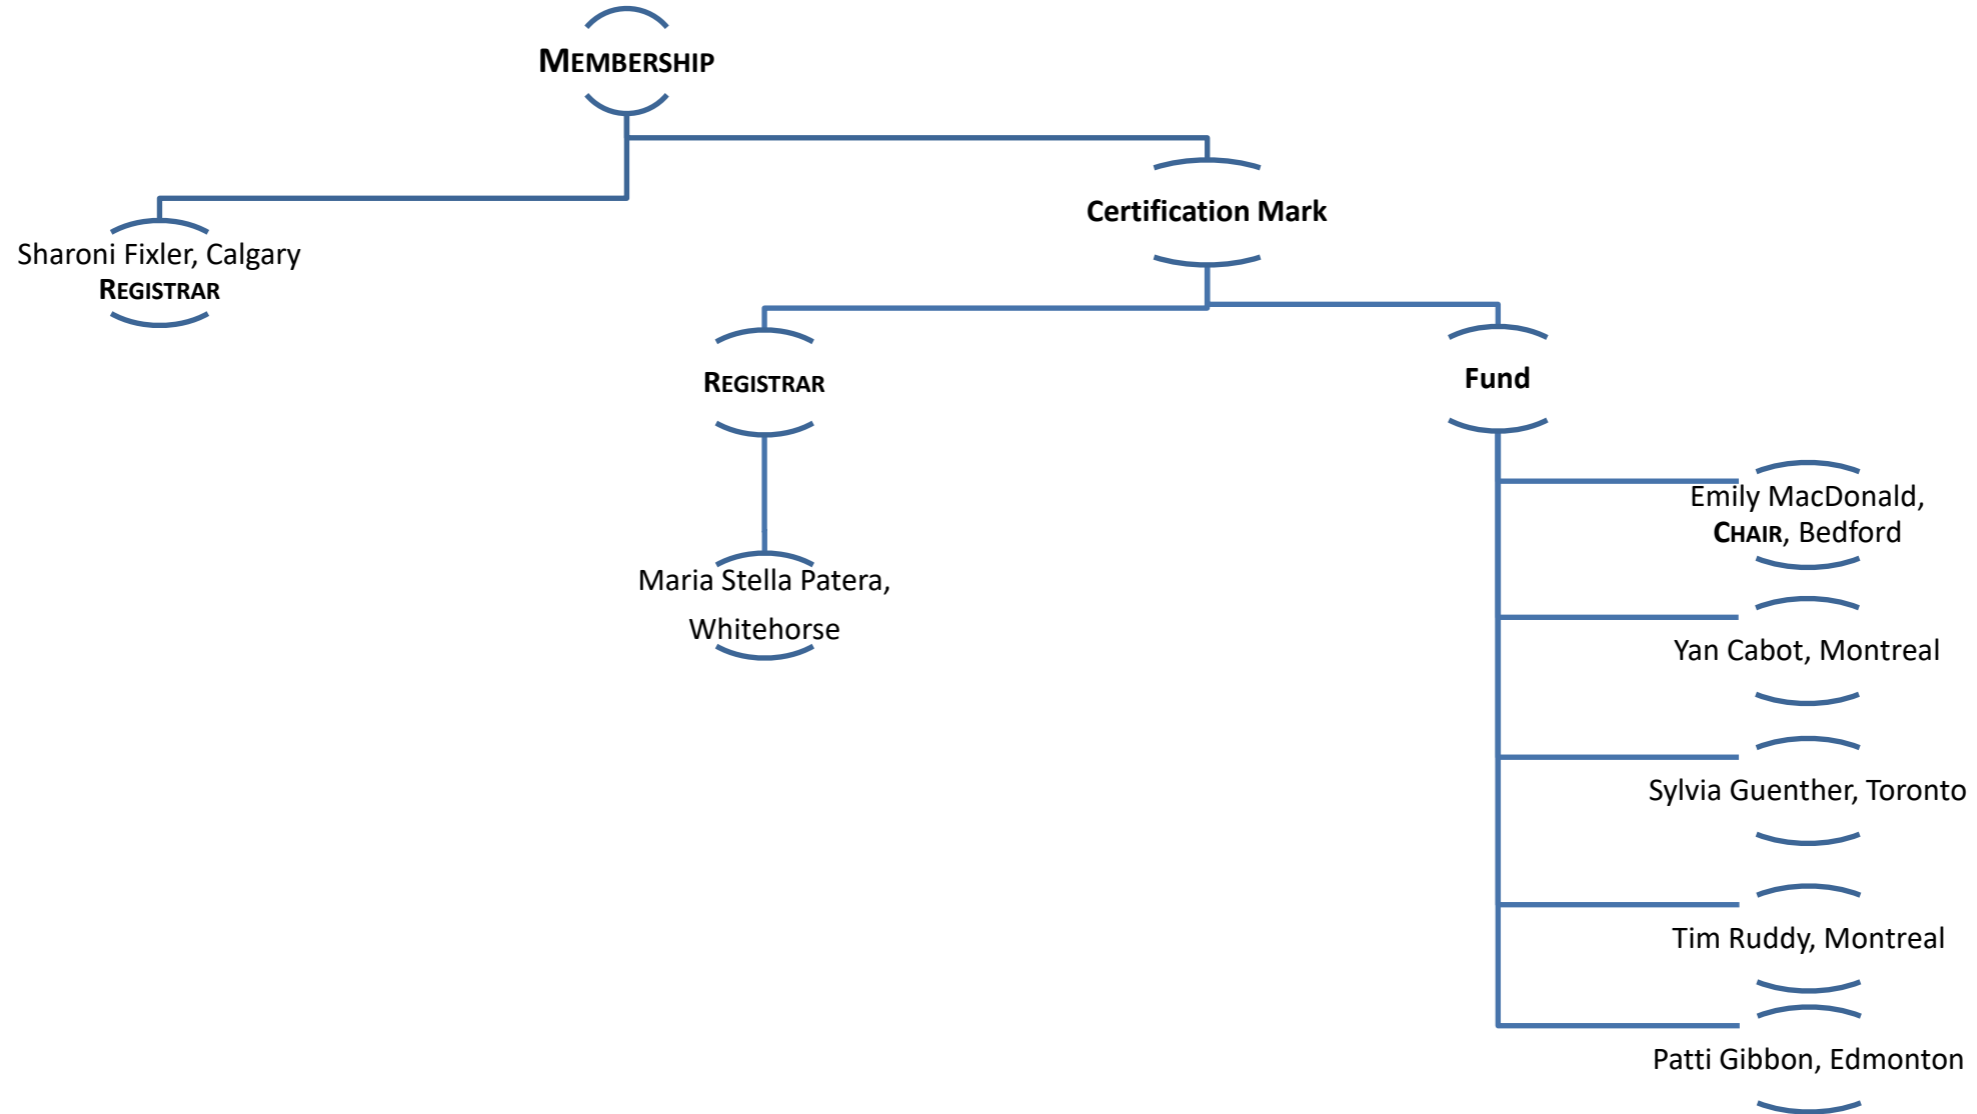 MEMBERSHIP
Certification Mark
Sharoni Fixler, Calgary
REGISTRAR
REGISTRAR
Fund
Maria Stella Patera,
Whitehorse
Emily MacDonald,
CHAIR, Bedford
Yan Cabot, Montreal
Sylvia Guenther, Toronto
Tim Ruddy, Montreal
Patti Gibbon, Edmonton